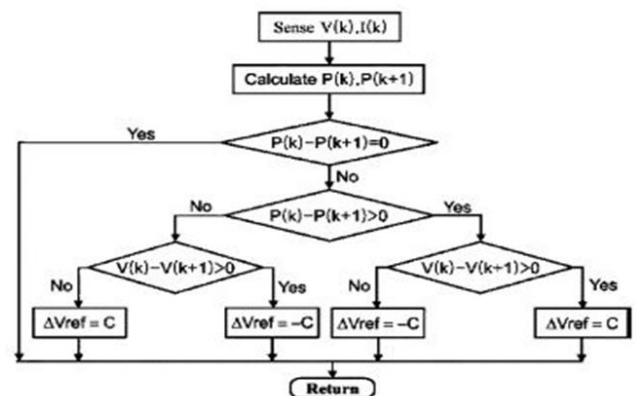 Sense V(k).I(k)
Calculate P(k).P(k+1)
Yes
P(k)-P(k+1)=0
No
No
P(k)-P(k+1)>0
Yes
V(k)-V(k+1)>0
V(k)-V(k+1)>0
No
Yes
No
Yes
ΔVref = C
ΔVref = -C
ΔVref = -C
ΔVref = C
Return